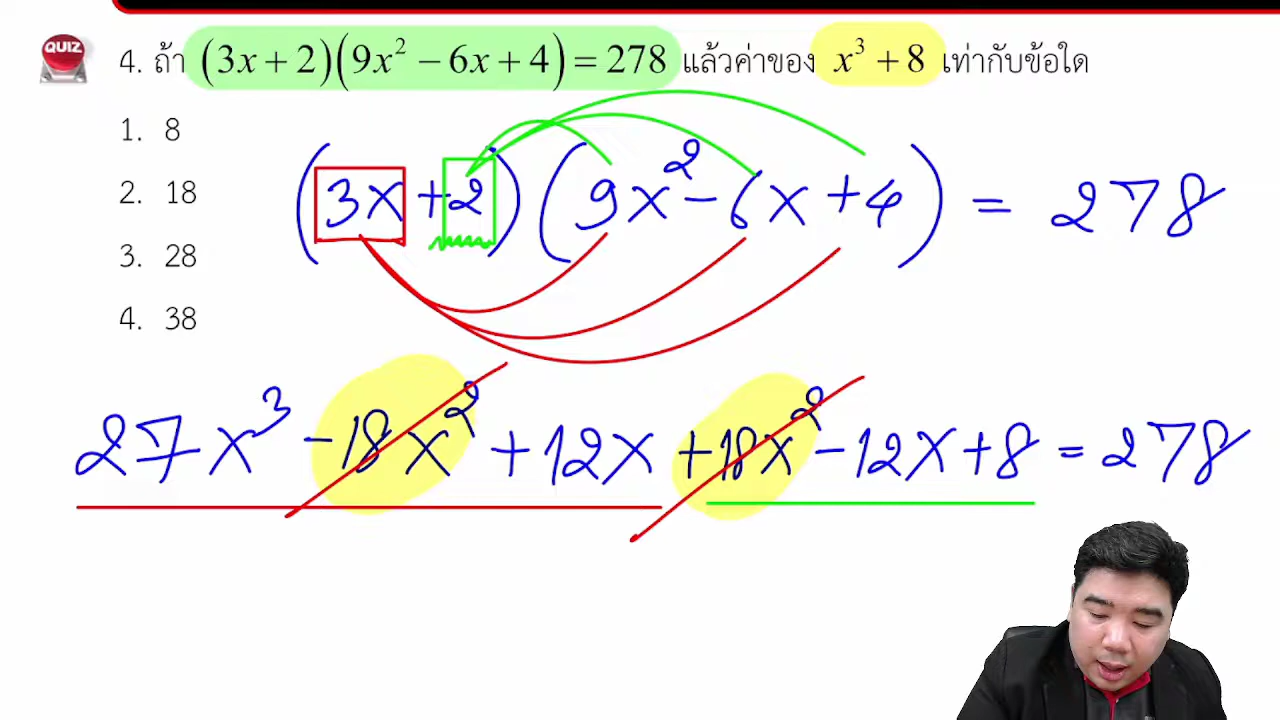 QUIZ
4. ถ้า (3x + 2)(9x² − 6x + 4) = 278 แล้วค่าของ x³ + 8 เท่ากับข้อใด
1. 8
2. 18
3. 28
4. 38
(3x + 2) (9x² − 6x + 4) = 278
27x³ − 18x² + 12x + 18x² − 12x + 8 = 278